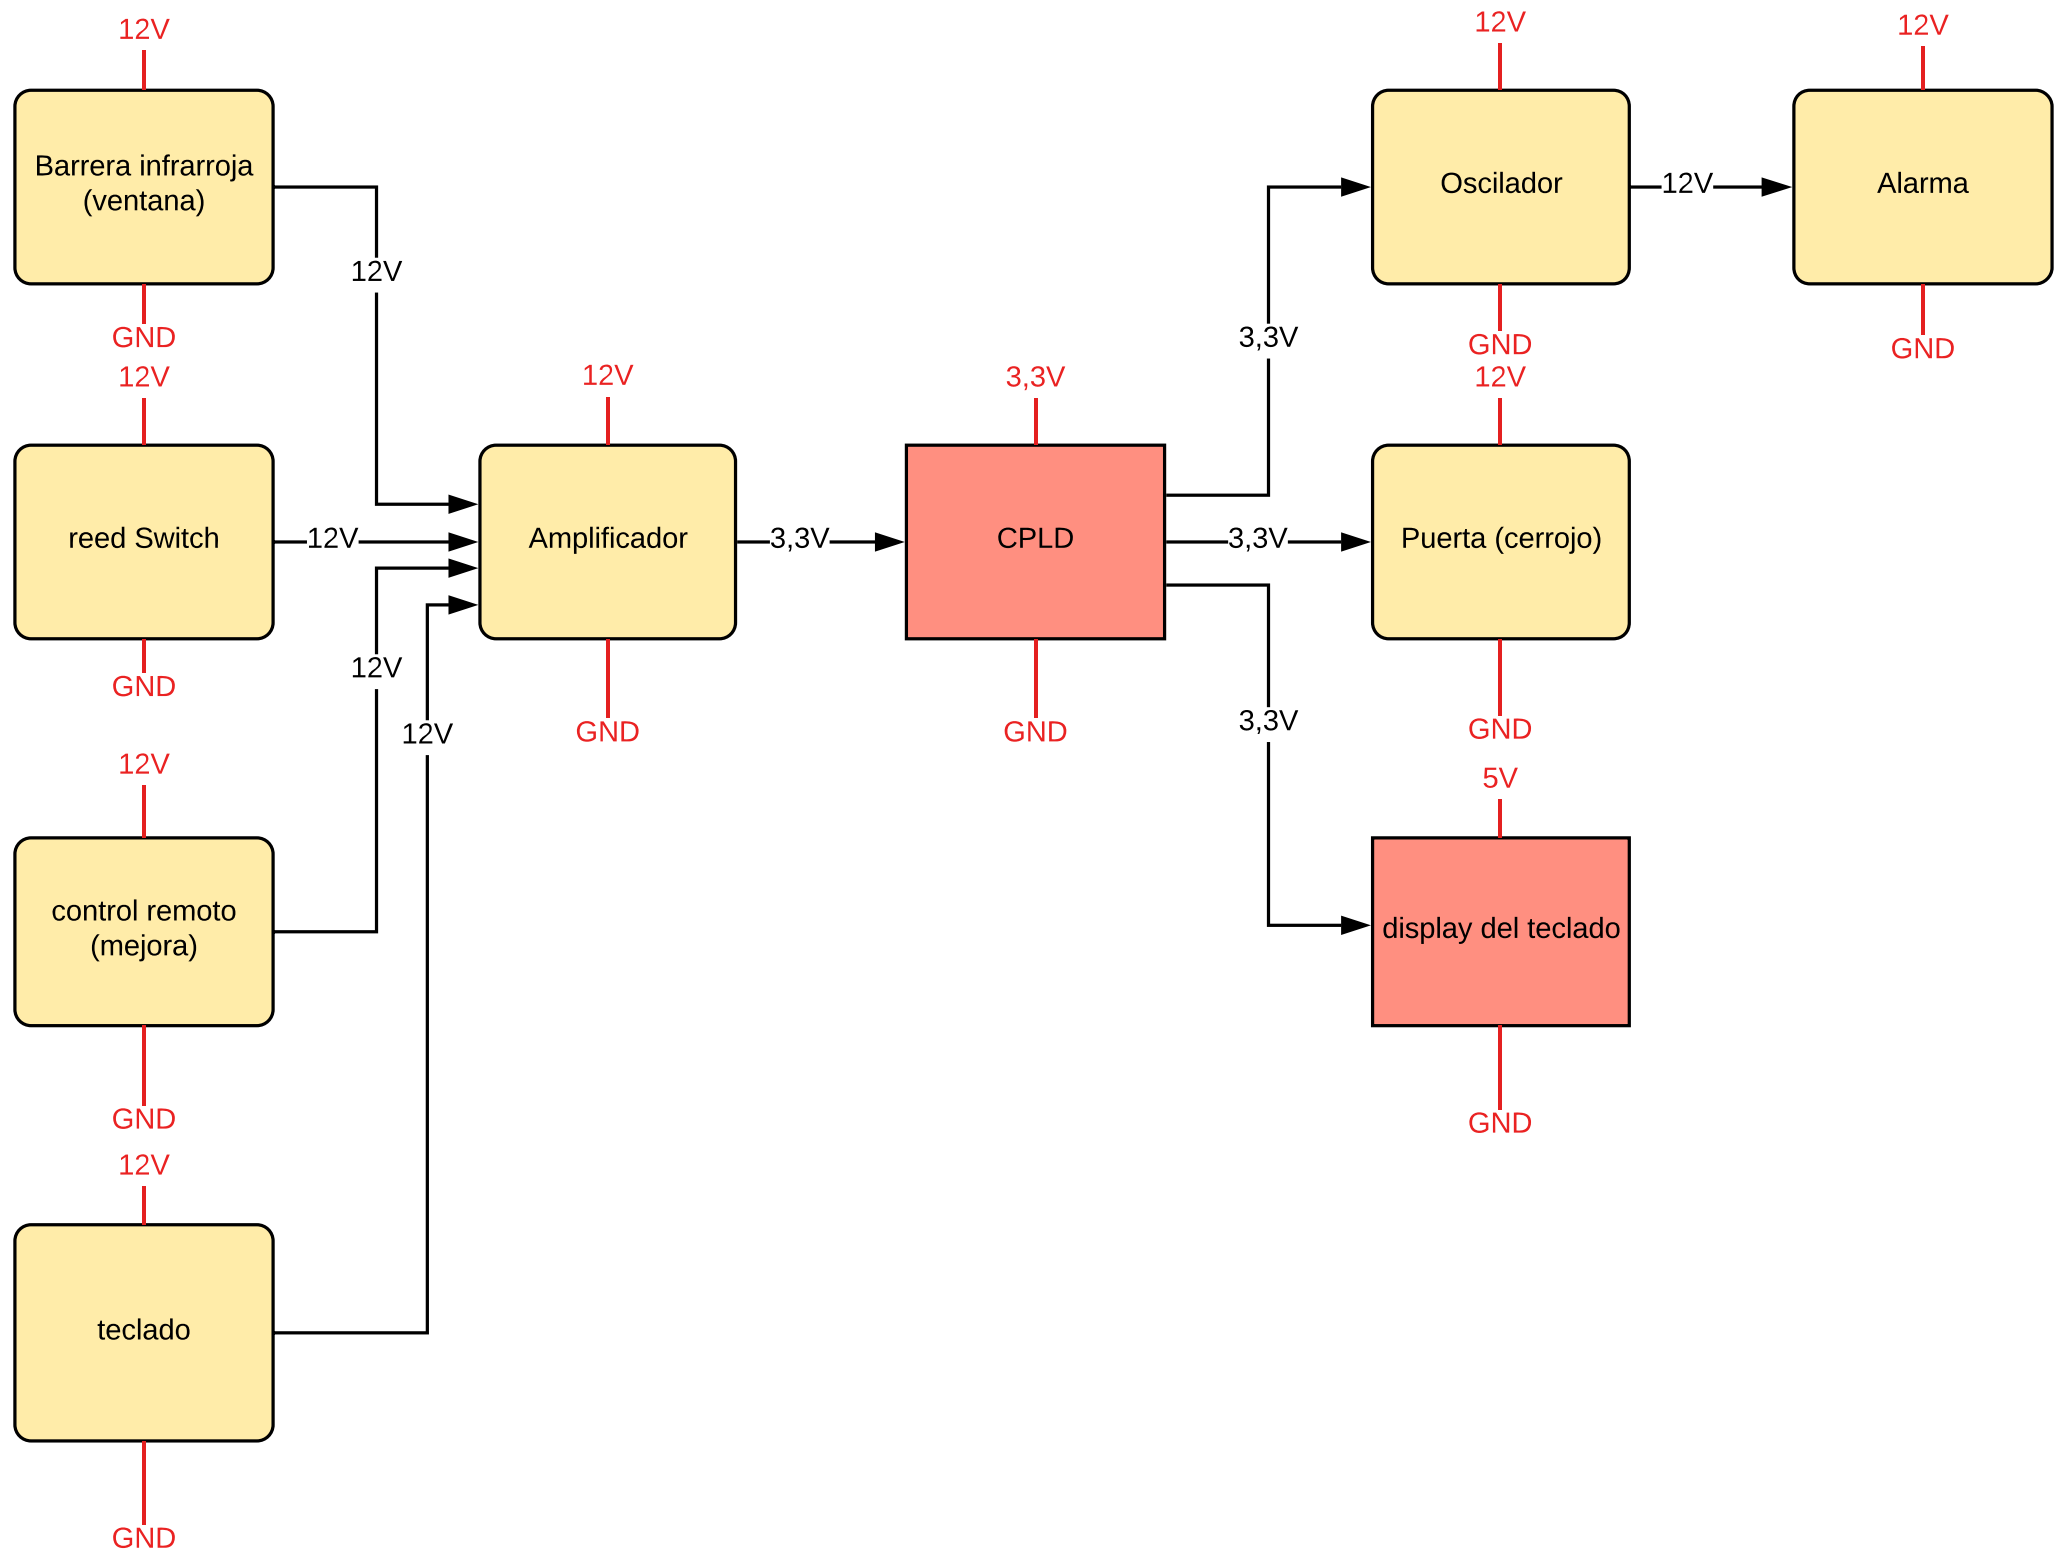 12V
Barrera infrarroja
(ventana)
GND
12V
12V
reed Switch
GND
12V
12V
control remoto
(mejora)
GND
12V
12V
teclado
GND
12V
12V
Amplificador
GND
3,3V
3,3V
CPLD
GND
3,3V
12V
Oscilador
GND
12V
12V
Alarma
GND
3,3V
12V
Puerta (cerrojo)
GND
3,3V
5V
display del teclado
GND